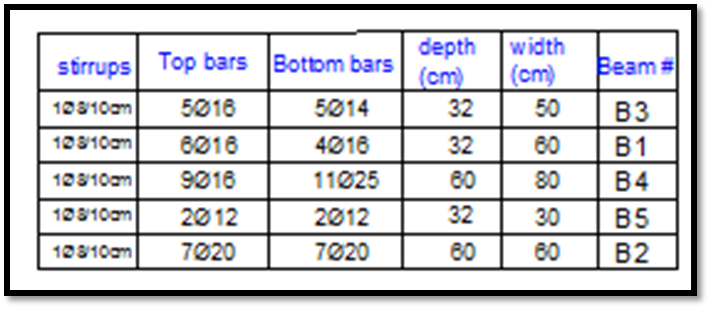 stirrups Top bars Bottom bars depth (cm) width (cm) Beam #
1Ø8/10cm 5Ø16 5Ø14 32 50 B3
1Ø8/10cm 6Ø16 4Ø16 32 60 B1
1Ø8/10cm 9Ø16 11Ø25 60 80 B4
1Ø8/10cm 2Ø12 2Ø12 32 30 B5
1Ø8/10cm 7Ø20 7Ø20 60 60 B2